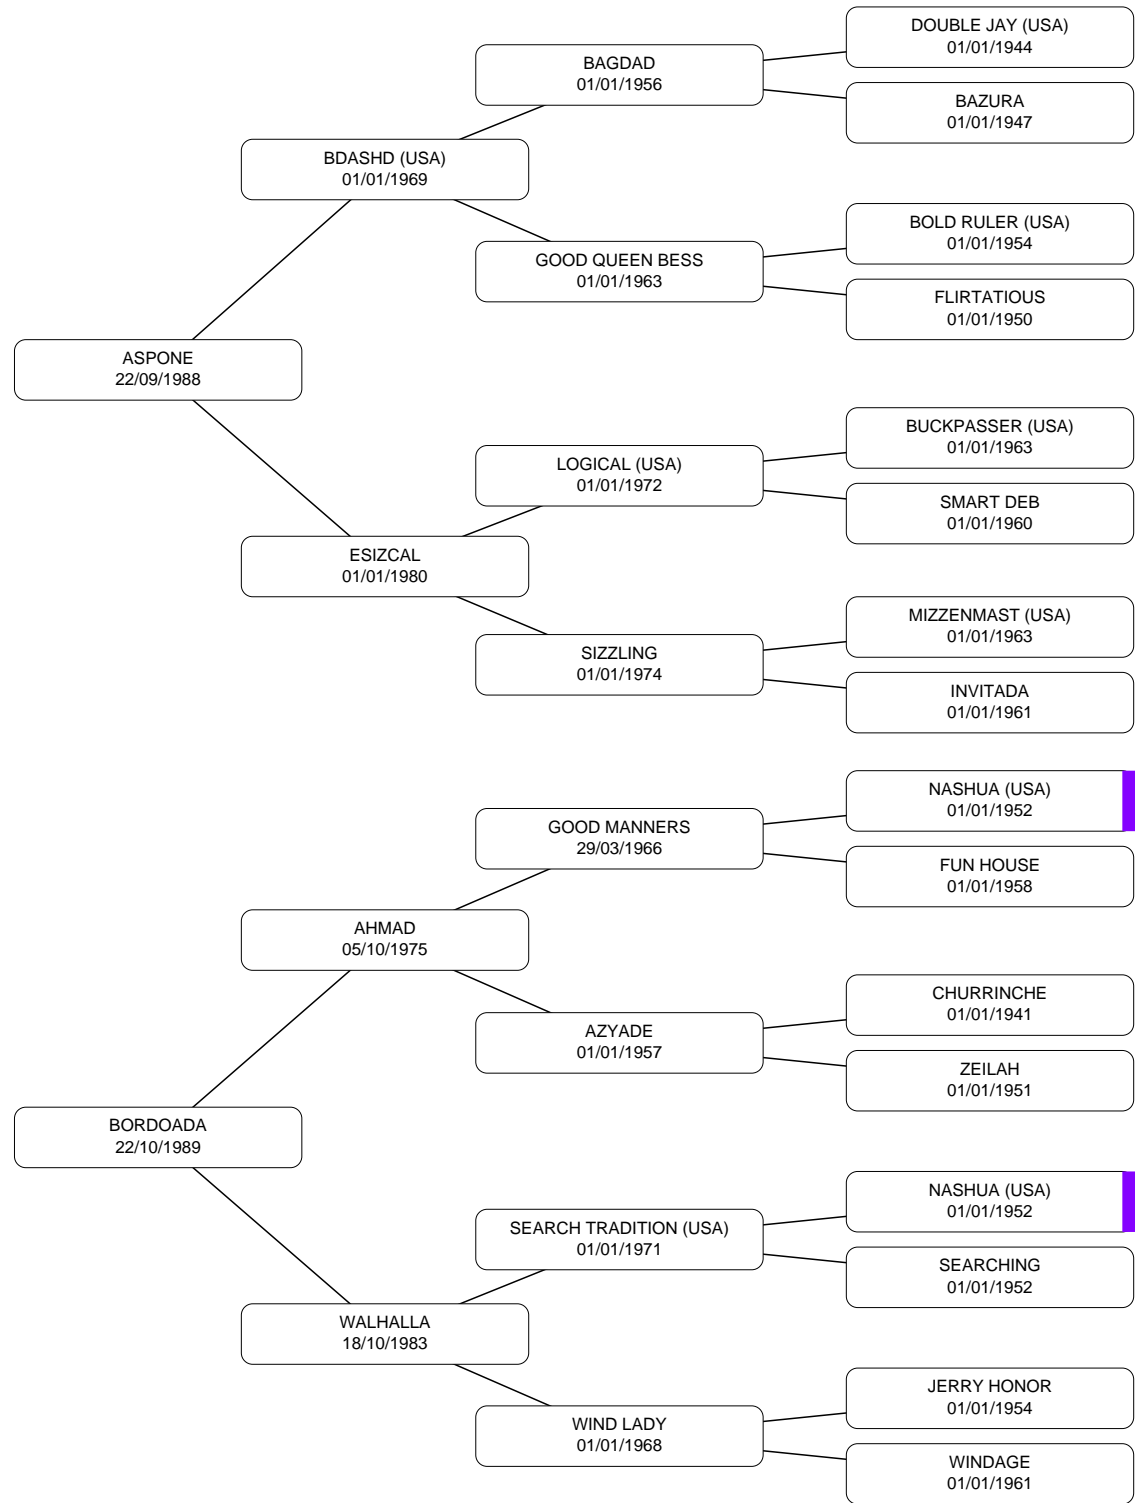 DOUBLE JAY (USA)
01/01/1944
BAGDAD
01/01/1956
BAZURA
01/01/1947
BDASHD (USA)
01/01/1969
BOLD RULER (USA)
01/01/1954
GOOD QUEEN BESS
01/01/1963
FLIRTATIOUS
01/01/1950
ASPONE
22/09/1988
BUCKPASSER (USA)
01/01/1963
LOGICAL (USA)
01/01/1972
SMART DEB
01/01/1960
ESIZCAL
01/01/1980
MIZZENMAST (USA)
01/01/1963
SIZZLING
01/01/1974
INVITADA
01/01/1961
NASHUA (USA)
01/01/1952
GOOD MANNERS
29/03/1966
FUN HOUSE
01/01/1958
AHMAD
05/10/1975
CHURRINCHE
01/01/1941
AZYADE
01/01/1957
ZEILAH
01/01/1951
BORDOADA
22/10/1989
NASHUA (USA)
01/01/1952
SEARCH TRADITION (USA)
01/01/1971
SEARCHING
01/01/1952
WALHALLA
18/10/1983
JERRY HONOR
01/01/1954
WIND LADY
01/01/1968
WINDAGE
01/01/1961